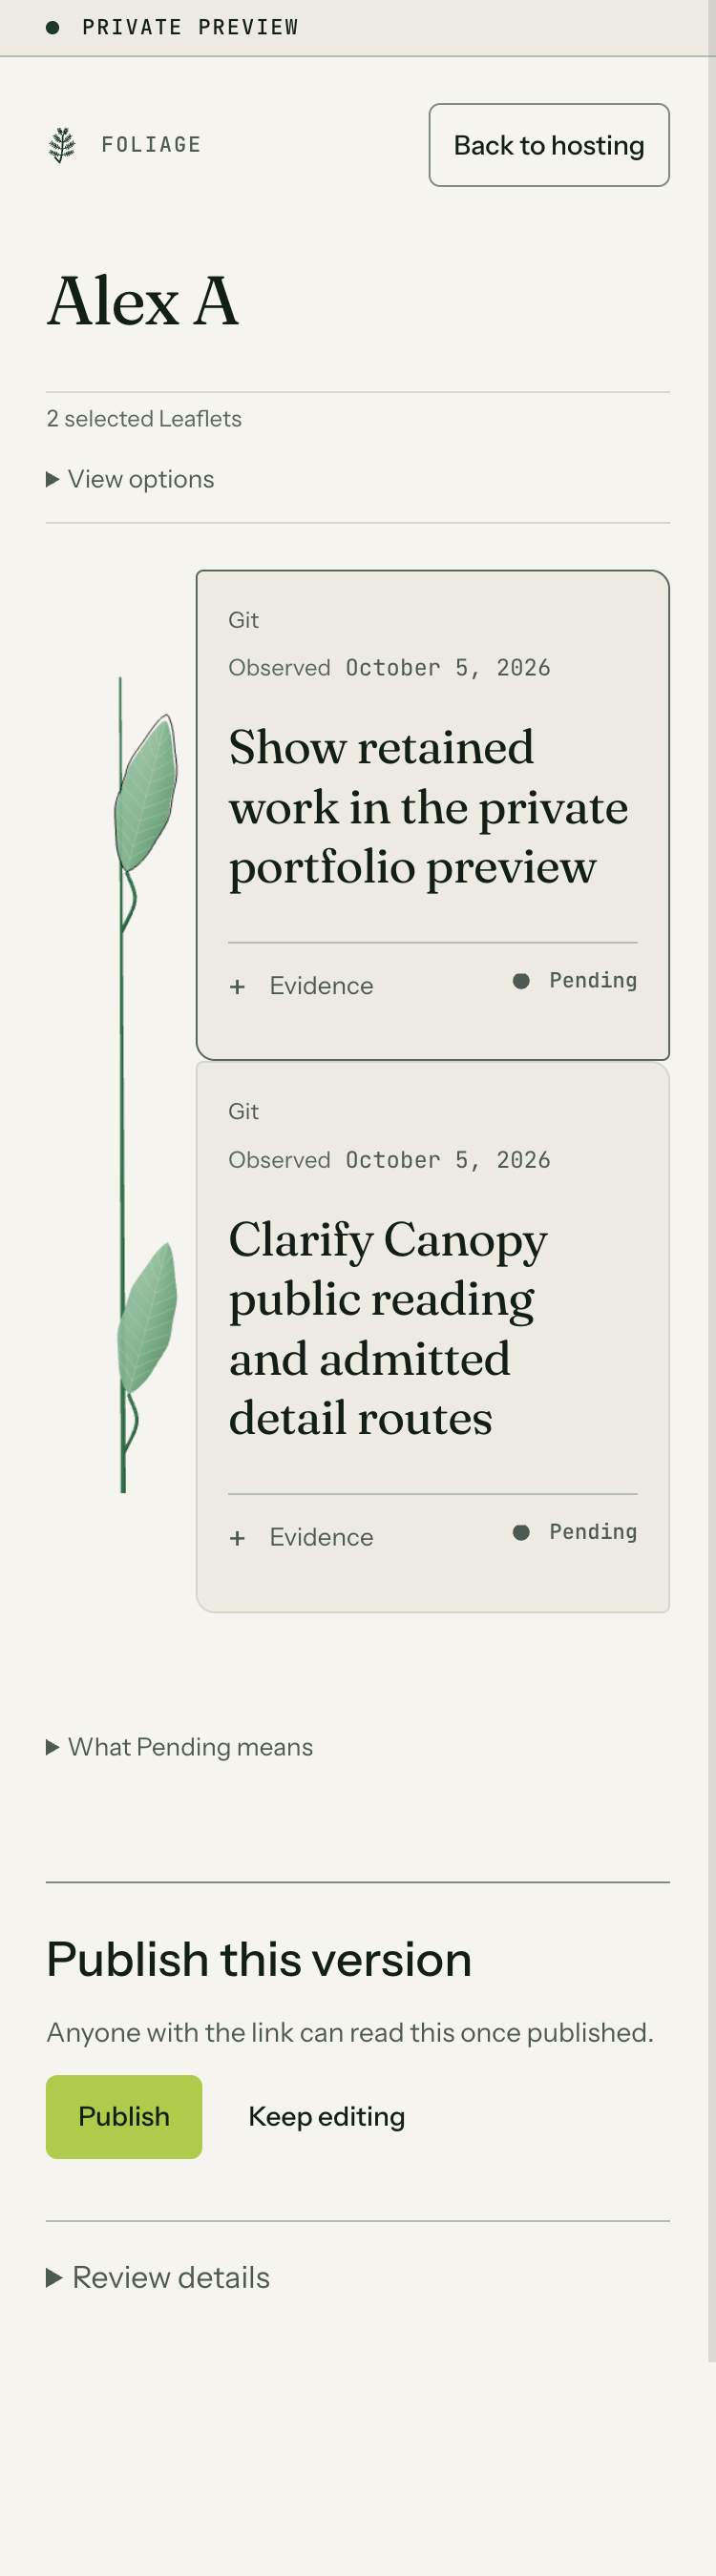 PRIVATE PREVIEW
FOLIAGE
Back to hosting
Alex A
2 selected Leaflets
View options
Git
Observed October 5, 2026
Show retained
work in the private
portfolio preview
+ Evidence
Pending
Git
Observed October 5, 2026
Clarify Canopy
public reading
and admitted
detail routes
+ Evidence
Pending
What Pending means
Publish this version
Anyone with the link can read this once published.
Publish
Keep editing
Review details